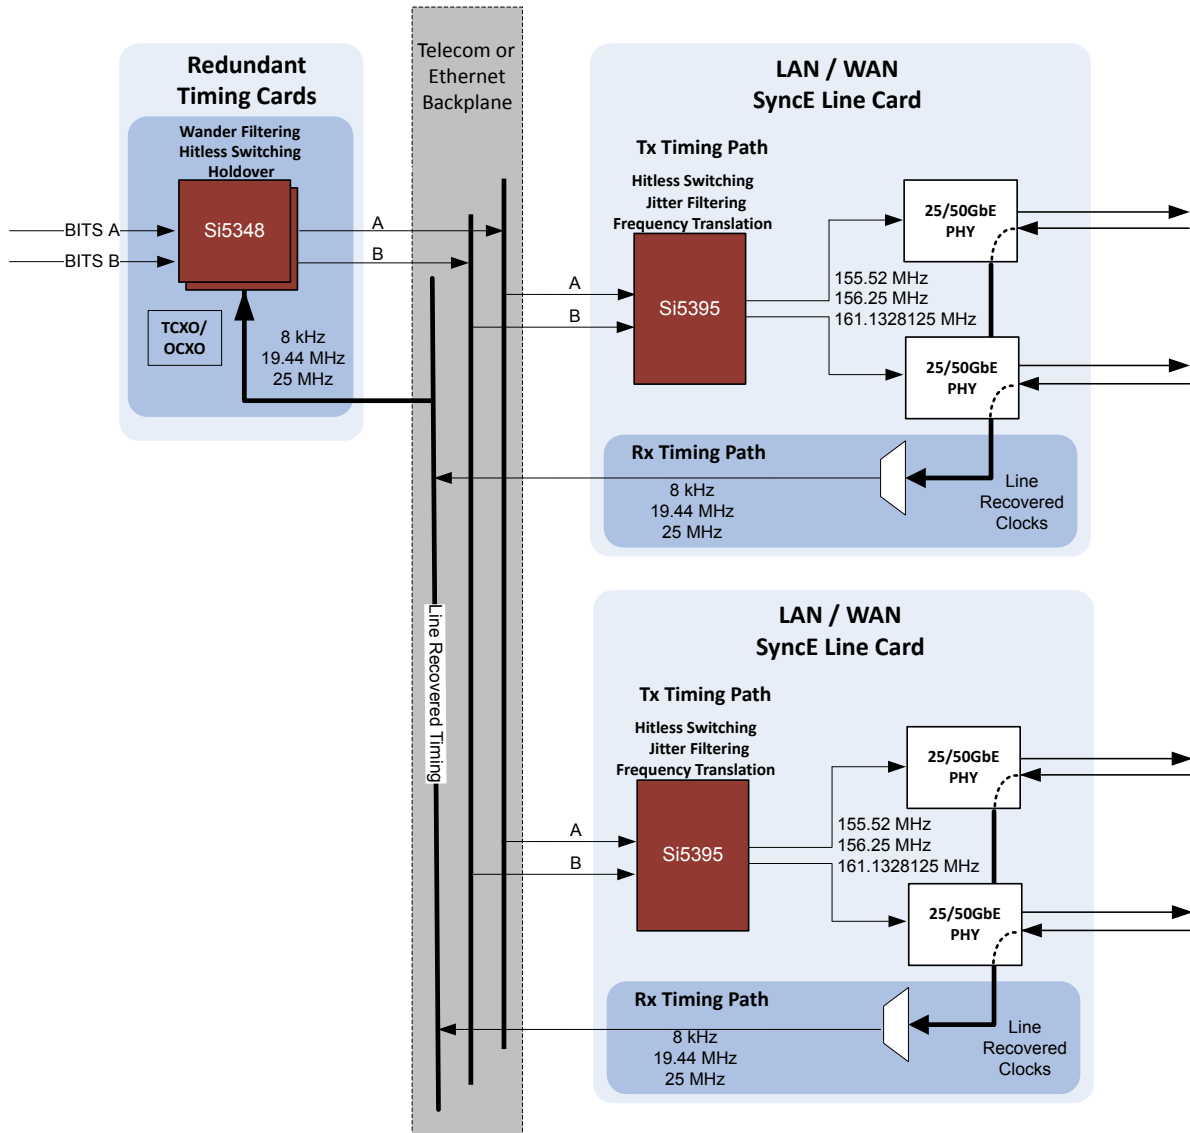 Redundant
Timing Cards
Wander Filtering
Hitless Switching
Holdover
BITS A
BITS B
Si5348
A
B
TCXO/
OCXO
8 kHz
19.44 MHz
25 MHz
Telecom or
Ethernet
Backplane
Line Recovered Timing
LAN / WAN
SyncE Line Card
Tx Timing Path
Hitless Switching
Jitter Filtering
Frequency Translation
A
B
Si5395
155.52 MHz
156.25 MHz
161.1328125 MHz
25/50GbE
PHY
25/50GbE
PHY
Rx Timing Path
8 kHz
19.44 MHz
25 MHz
Line
Recovered
Clocks
LAN / WAN
SyncE Line Card
Tx Timing Path
Hitless Switching
Jitter Filtering
Frequency Translation
A
B
Si5395
155.52 MHz
156.25 MHz
161.1328125 MHz
25/50GbE
PHY
25/50GbE
PHY
Rx Timing Path
8 kHz
19.44 MHz
25 MHz
Line
Recovered
Clocks